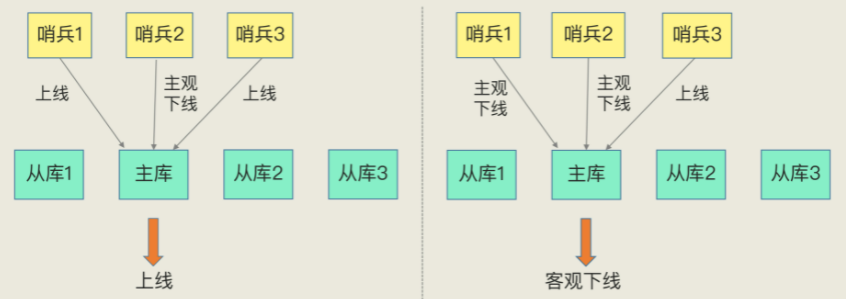 哨兵1
哨兵2
哨兵3
上线
主观
下线
上线
从库1
主库
从库2
从库3
上线
哨兵1
哨兵2
哨兵3
主观
下线
主观
下线
上线
从库1
主库
从库2
从库3
客观下线